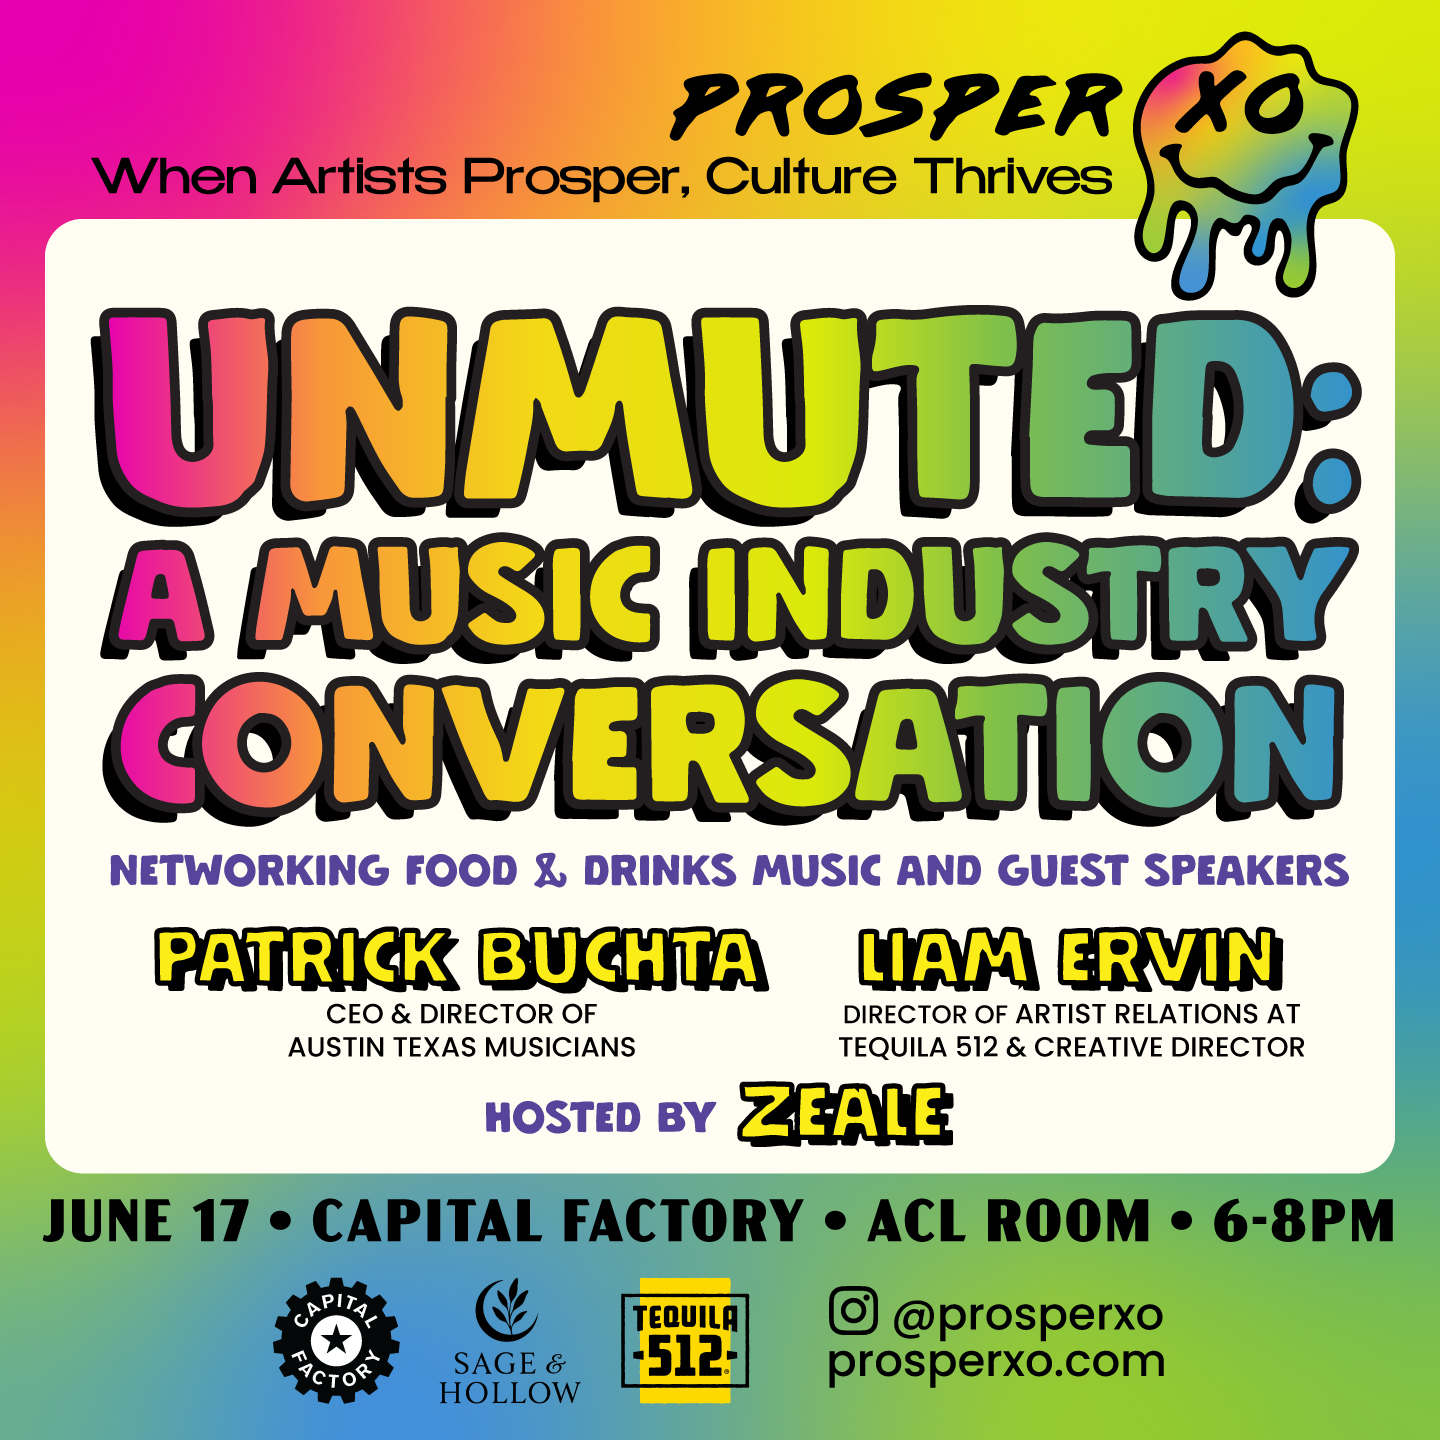 PROSPER XO
When Artists Prosper, Culture Thrives
UNMUTED:
A MUSIC INDUSTRY
CONVERSATION
NETWORKING FOOD & DRINKS MUSIC AND GUEST SPEAKERS
PATRICK BUCHTA
CEO & DIRECTOR OF
AUSTIN TEXAS MUSICIANS
LIAM ERVIN
DIRECTOR OF ARTIST RELATIONS AT
TEQUILA 512 & CREATIVE DIRECTOR
HOSTED BY ZEALE
JUNE 17 • CAPITAL FACTORY • ACL ROOM • 6-8PM
CAPITAL
FACTORY
SAGE &
HOLLOW
TEQUILA
·512·
®
@prosperxo
prosperxo.com